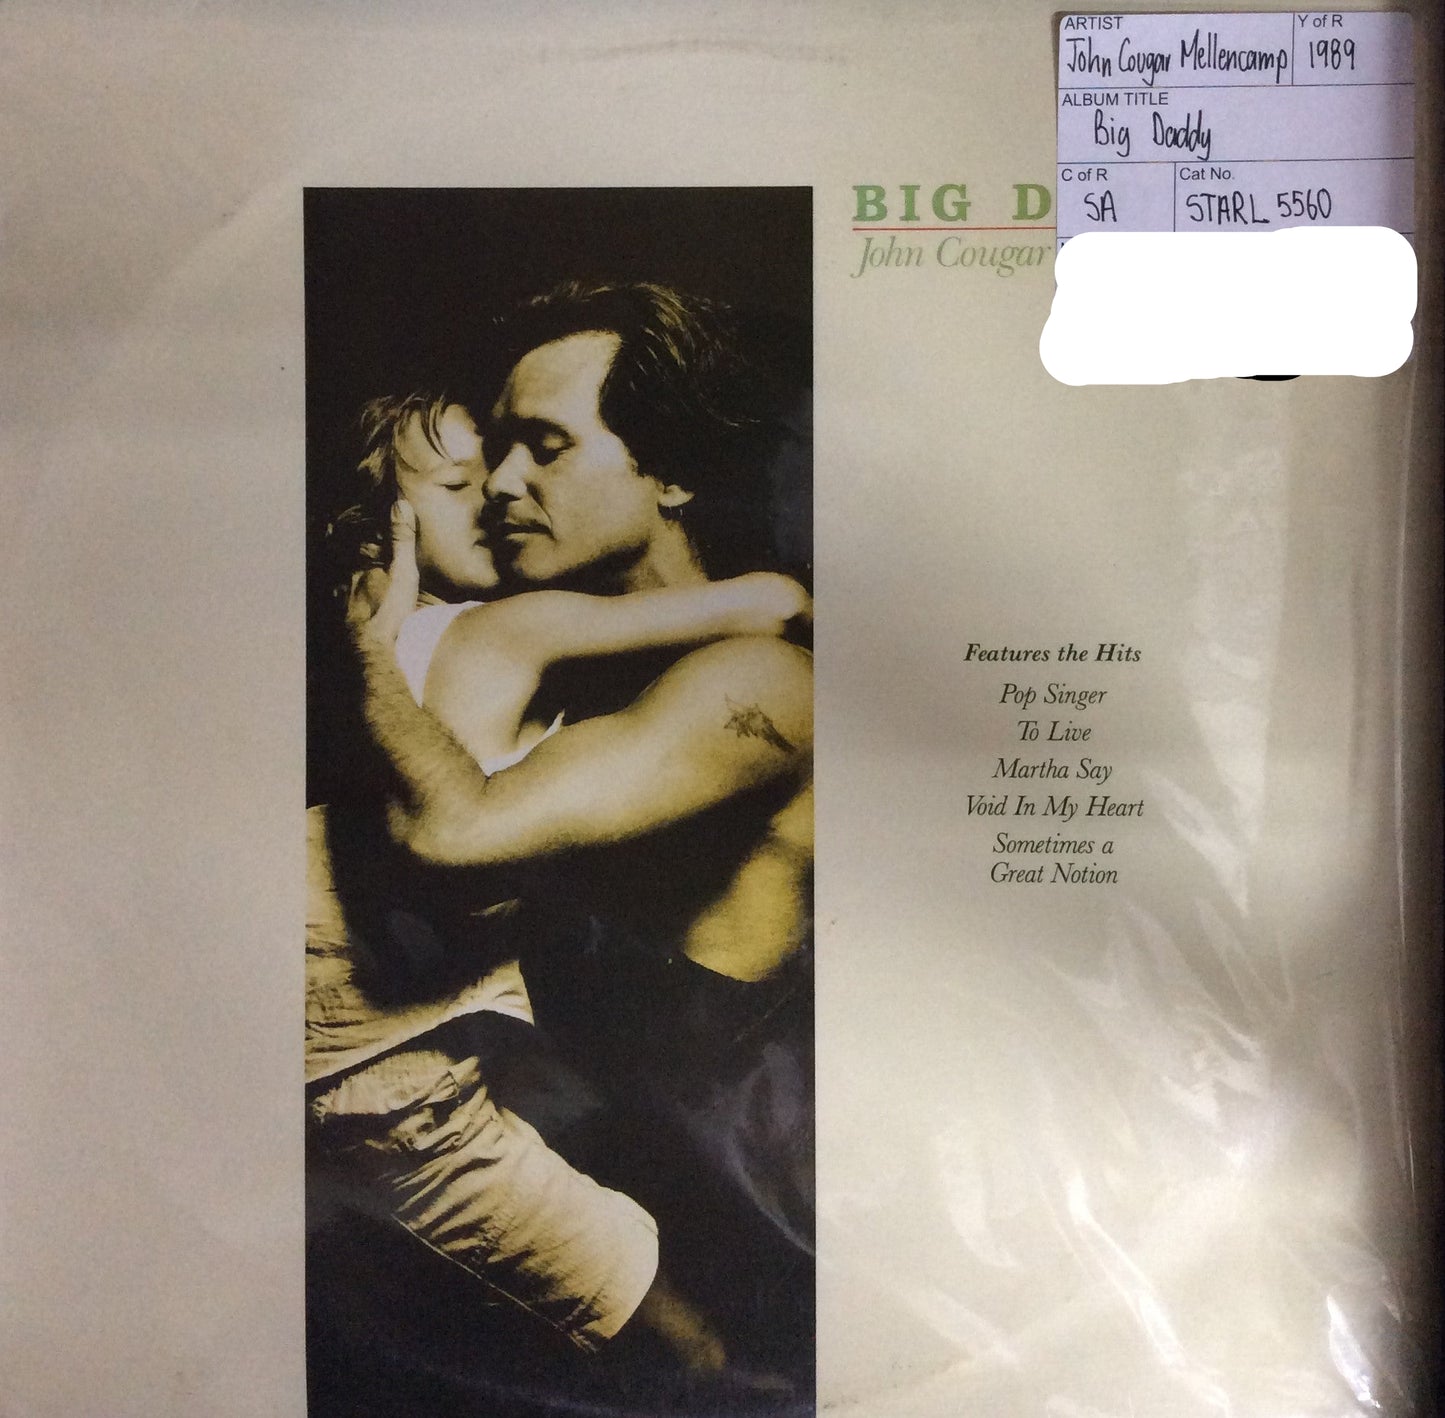 ARTIST
John Cougar Mellencamp
Y of R
1989
ALBUM TITLE
Big Daddy
C of R
SA
Cat No.
STARL 5560
BIG D
John Cougar
Features the Hits
Pop Singer
To Live
Martha Say
Void In My Heart
Sometimes a
Great Notion